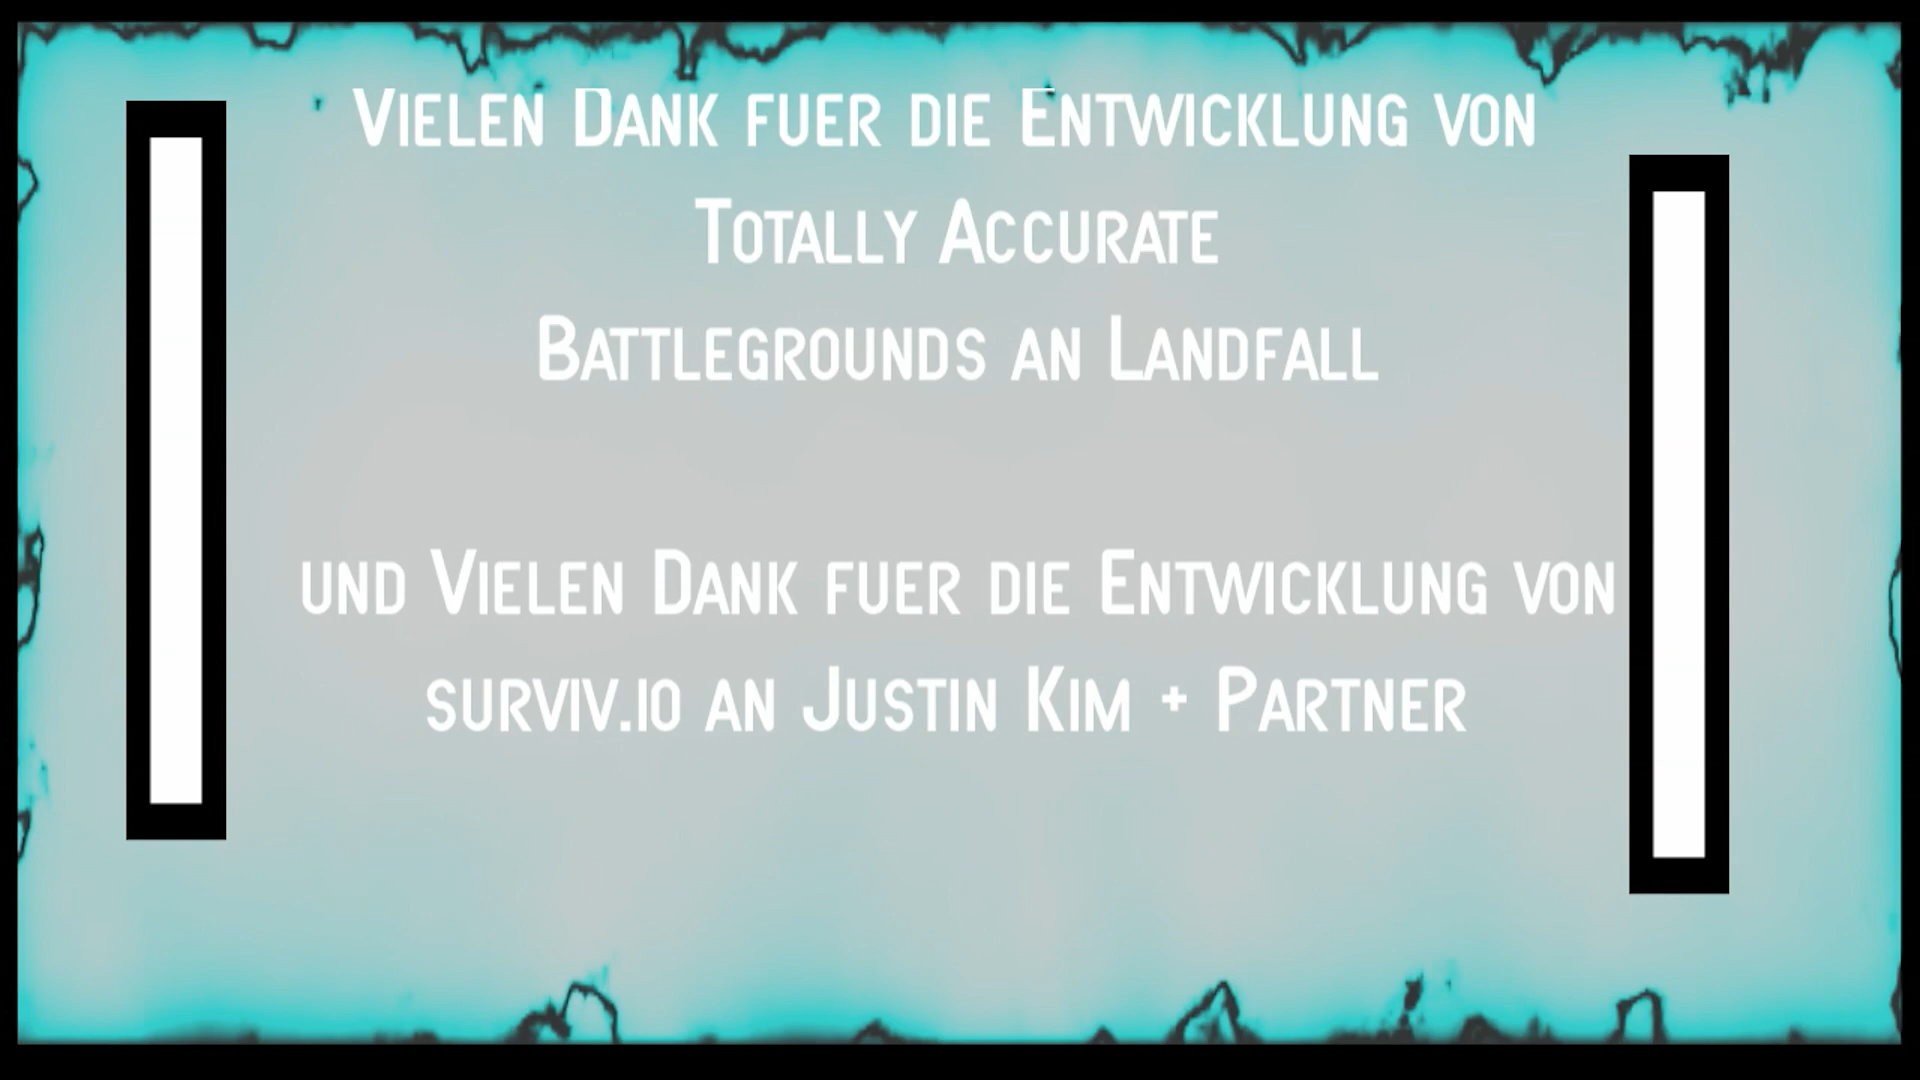 Vielen Dank fuer die Entwicklung von
Totally Accurate
Battlegrounds an Landfall
und Vielen Dank fuer die Entwicklung von
surviv.io an Justin Kim + Partner